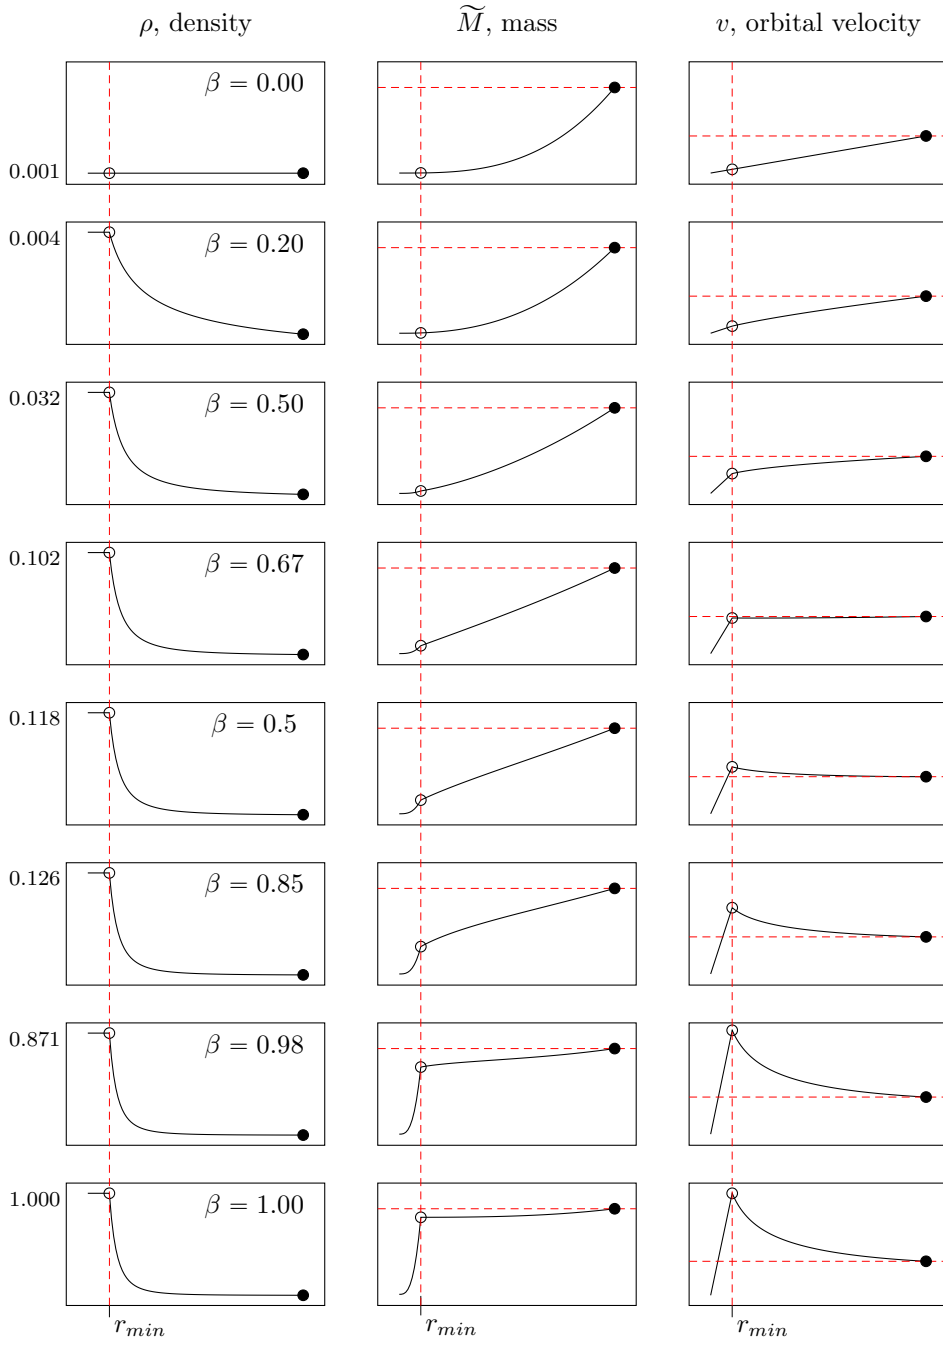 ρ, density
M̃, mass
v, orbital velocity
β = 0.00
0.001
β = 0.20
0.004
β = 0.50
0.032
β = 0.67
0.102
β = 0.5
0.118
β = 0.85
0.126
β = 0.98
0.871
β = 1.00
1.000
r_min
r_min
r_min